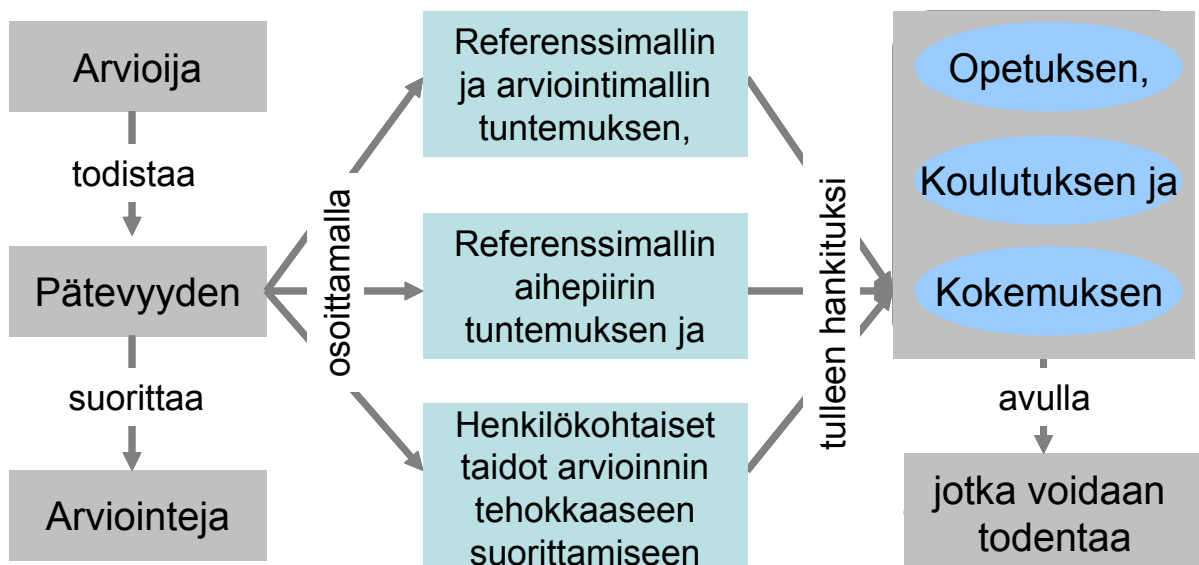 Arvioija
todistaa
Pätevyyden
suorittaa
Arviointeja
osoittamalla
Referenssimallin
ja arviointimallin
tuntemuksen,
Referenssimallin
aihepiirin
tuntemuksen ja
Henkilökohtaiset
taidot arvioinnin
tehokkaaseen
suorittamiseen
tulleen hankituksi
Opetuksen,
Koulutuksen ja
Kokemuksen
avulla
jotka voidaan
todentaa